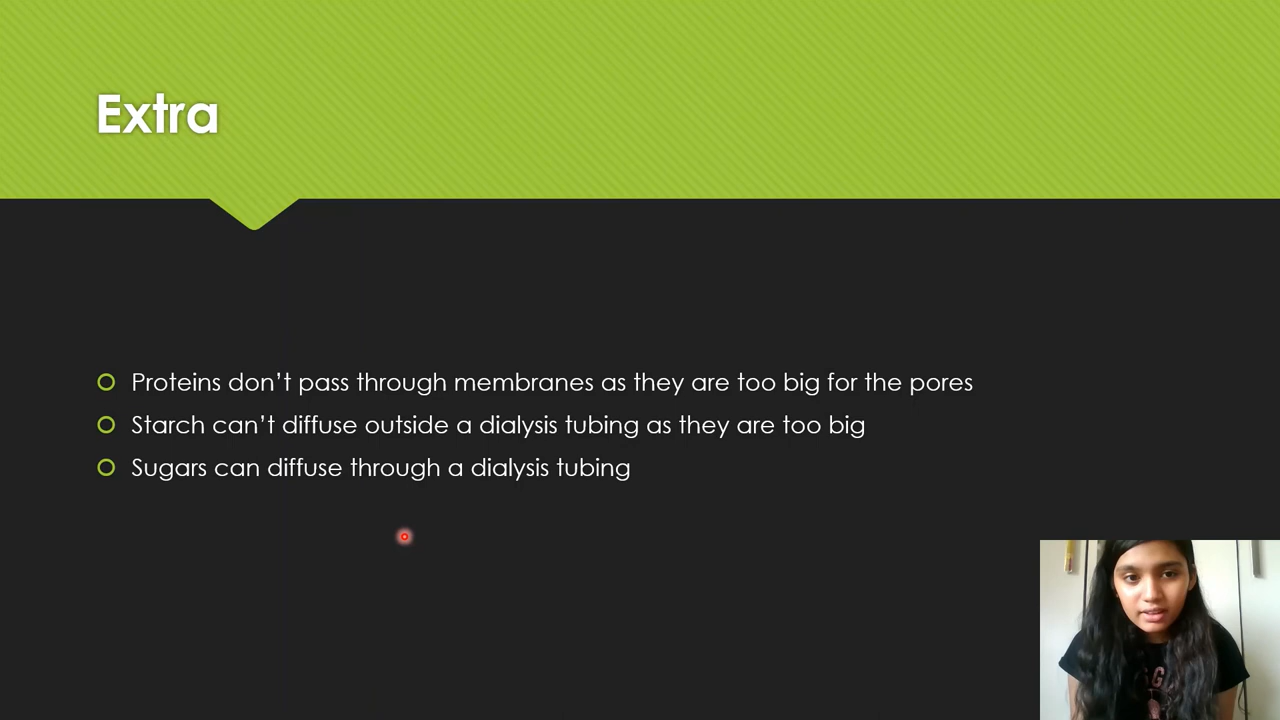 Extra
Proteins don't pass through membranes as they are too big for the pores
Starch can't diffuse outside a dialysis tubing as they are too big
Sugars can diffuse through a dialysis tubing